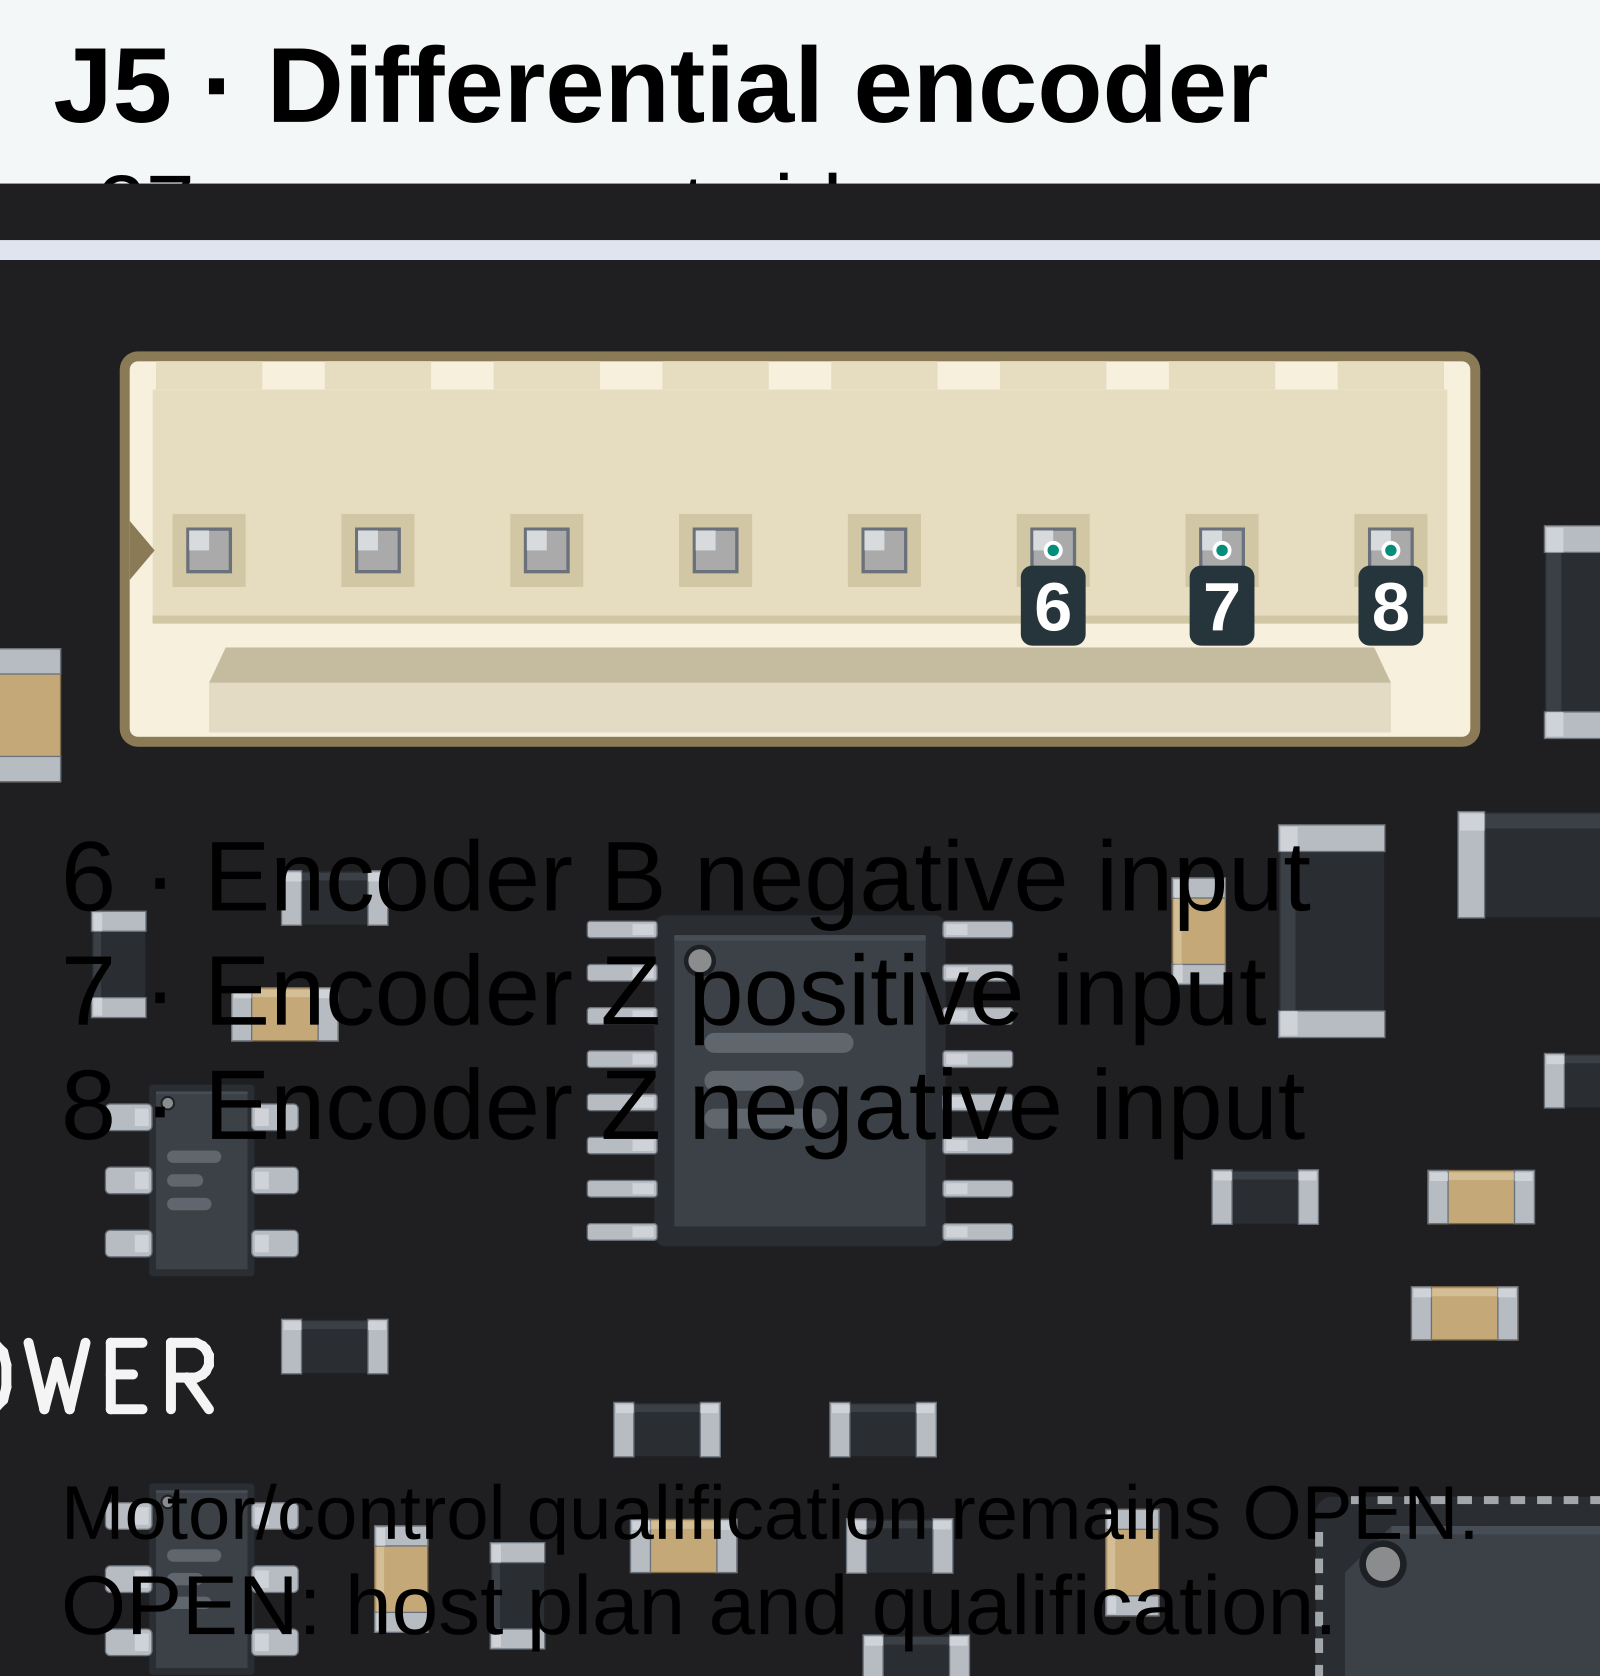 J5 · Differential encoder
6 7 8
6 · Encoder B negative input
7 · Encoder Z positive input
8 · Encoder Z negative input
OWER
Motor/control qualification remains OPEN.
OPEN: host plan and qualification.